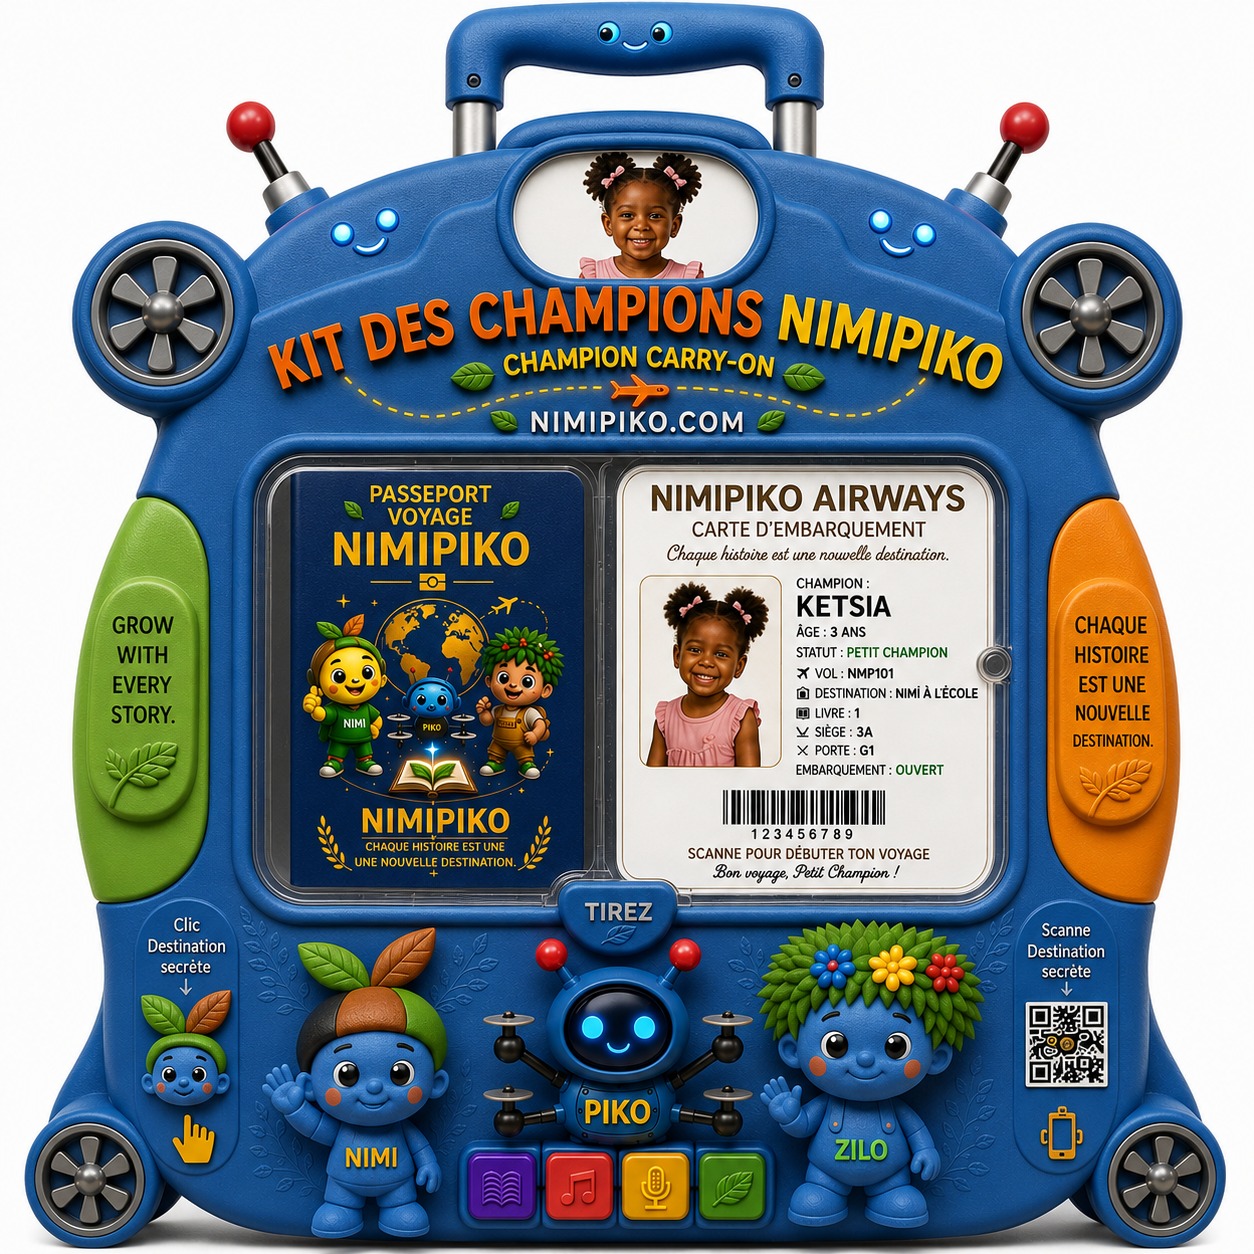 KIT DES CHAMPIONS NIMIPIKO
CHAMPION CARRY-ON
NIMIPIKO.COM
PASSEPORT
VOYAGE
NIMIPIKO
NIMI
PIKO
NIMIPIKO
CHAQUE HISTOIRE EST UNE
UNE NOUVELLE DESTINATION.
NIMIPIKO AIRWAYS
CARTE D'EMBARQUEMENT
Chaque histoire est une nouvelle destination.
CHAMPION :
KETSIA
ÂGE : 3 ANS
STATUT : PETIT CHAMPION
VOL : NMP101
DESTINATION : NIMI À L'ÉCOLE
LIVRE : 1
SIÈGE : 3A
PORTE : G1
EMBARQUEMENT : OUVERT
123456789
SCANNE POUR DÉBUTER TON VOYAGE
Bon voyage, Petit Champion !
GROW
WITH
EVERY
STORY.
CHAQUE
HISTOIRE
EST UNE
NOUVELLE
DESTINATION.
TIREZ
Clic
Destination
secrète
NIMI
PIKO
ZILO
Scanne
Destination
secrète